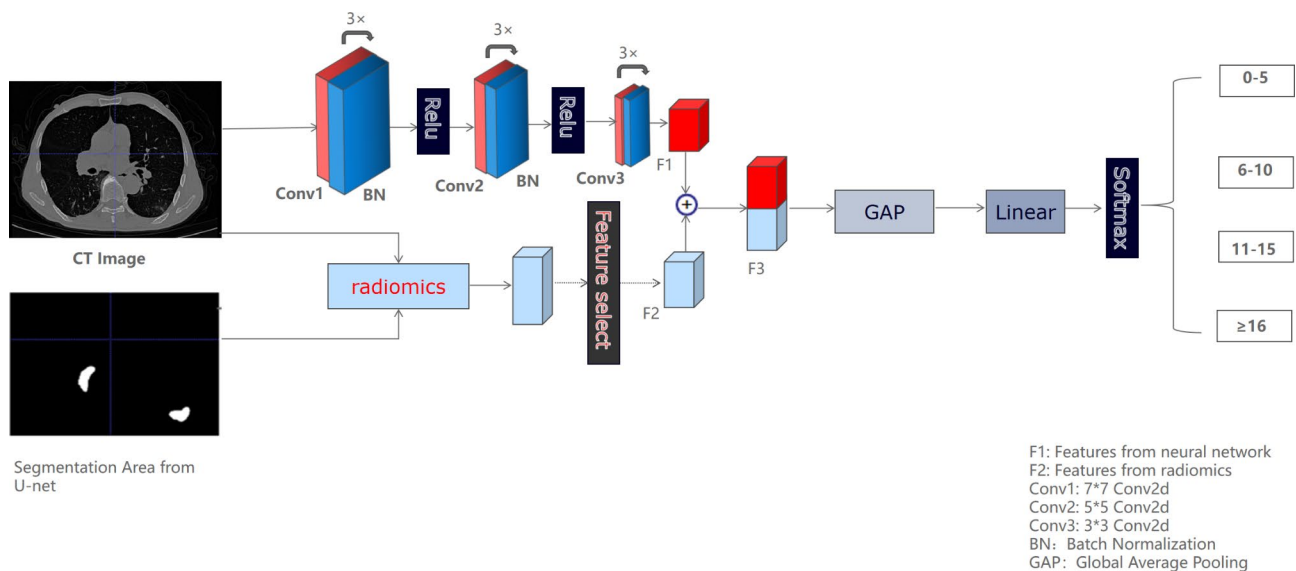 3×
3×
3×
Relu
Relu
Conv1
BN
Conv2
BN
Conv3
F1
0-5
6-10
11-15
≥16
CT Image
radiomics
Feature select
F2
F3
GAP
Linear
Softmax
Segmentation Area from
U-net
F1: Features from neural network
F2: Features from radiomics
Conv1: 7*7 Conv2d
Conv2: 5*5 Conv2d
Conv3: 3*3 Conv2d
BN： Batch Normalization
GAP： Global Average Pooling